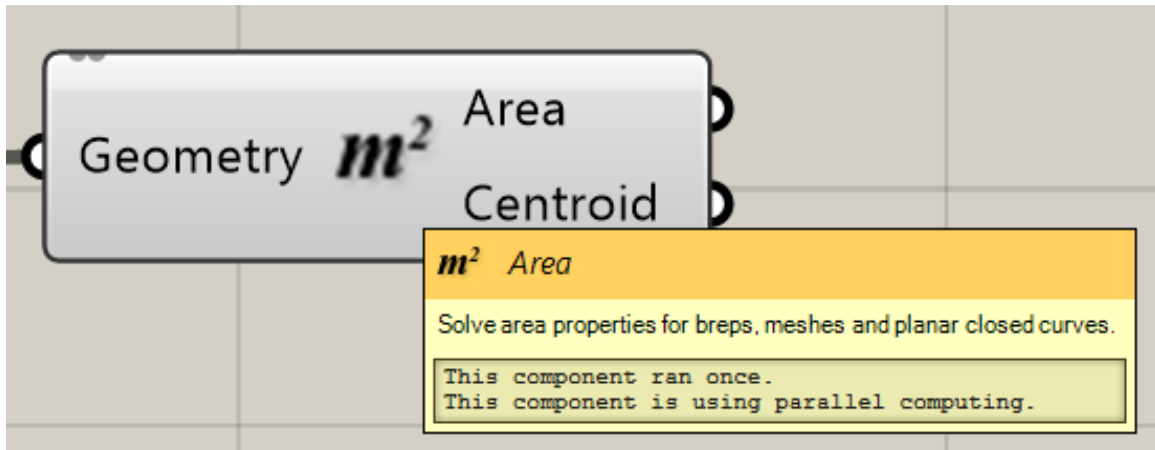 Geometry
m²
Area
Centroid
m² Area
Solve area properties for breps, meshes and planar closed curves.
This component ran once.
This component is using parallel computing.